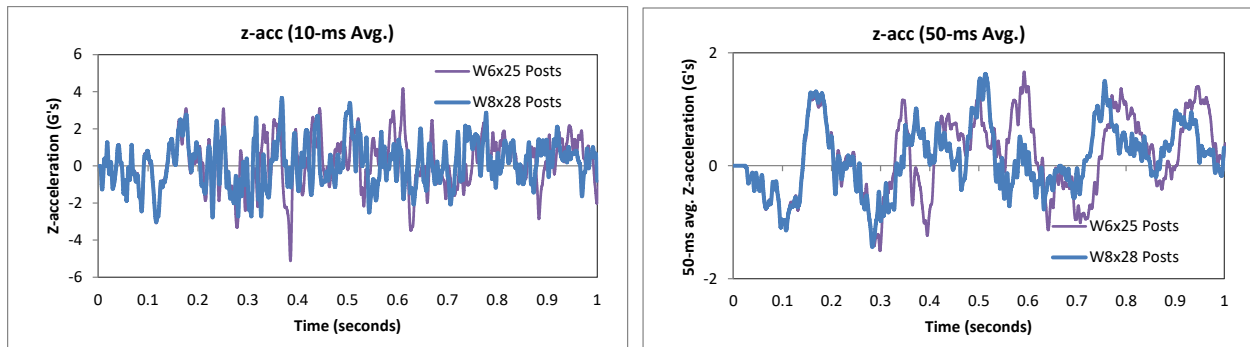 z-acc (10-ms Avg.)
6
4
2
0
-2
-4
-6
Z-acceleration (G's)
W6x25 Posts
W8x28 Posts
0 0.1 0.2 0.3 0.4 0.5 0.6 0.7 0.8 0.9 1
Time (seconds)
z-acc (50-ms Avg.)
2
1
0
-1
-2
50-ms avg. Z-acceleration (G's)
W6x25 Posts
W8x28 Posts
0 0.1 0.2 0.3 0.4 0.5 0.6 0.7 0.8 0.9 1
Time (seconds)